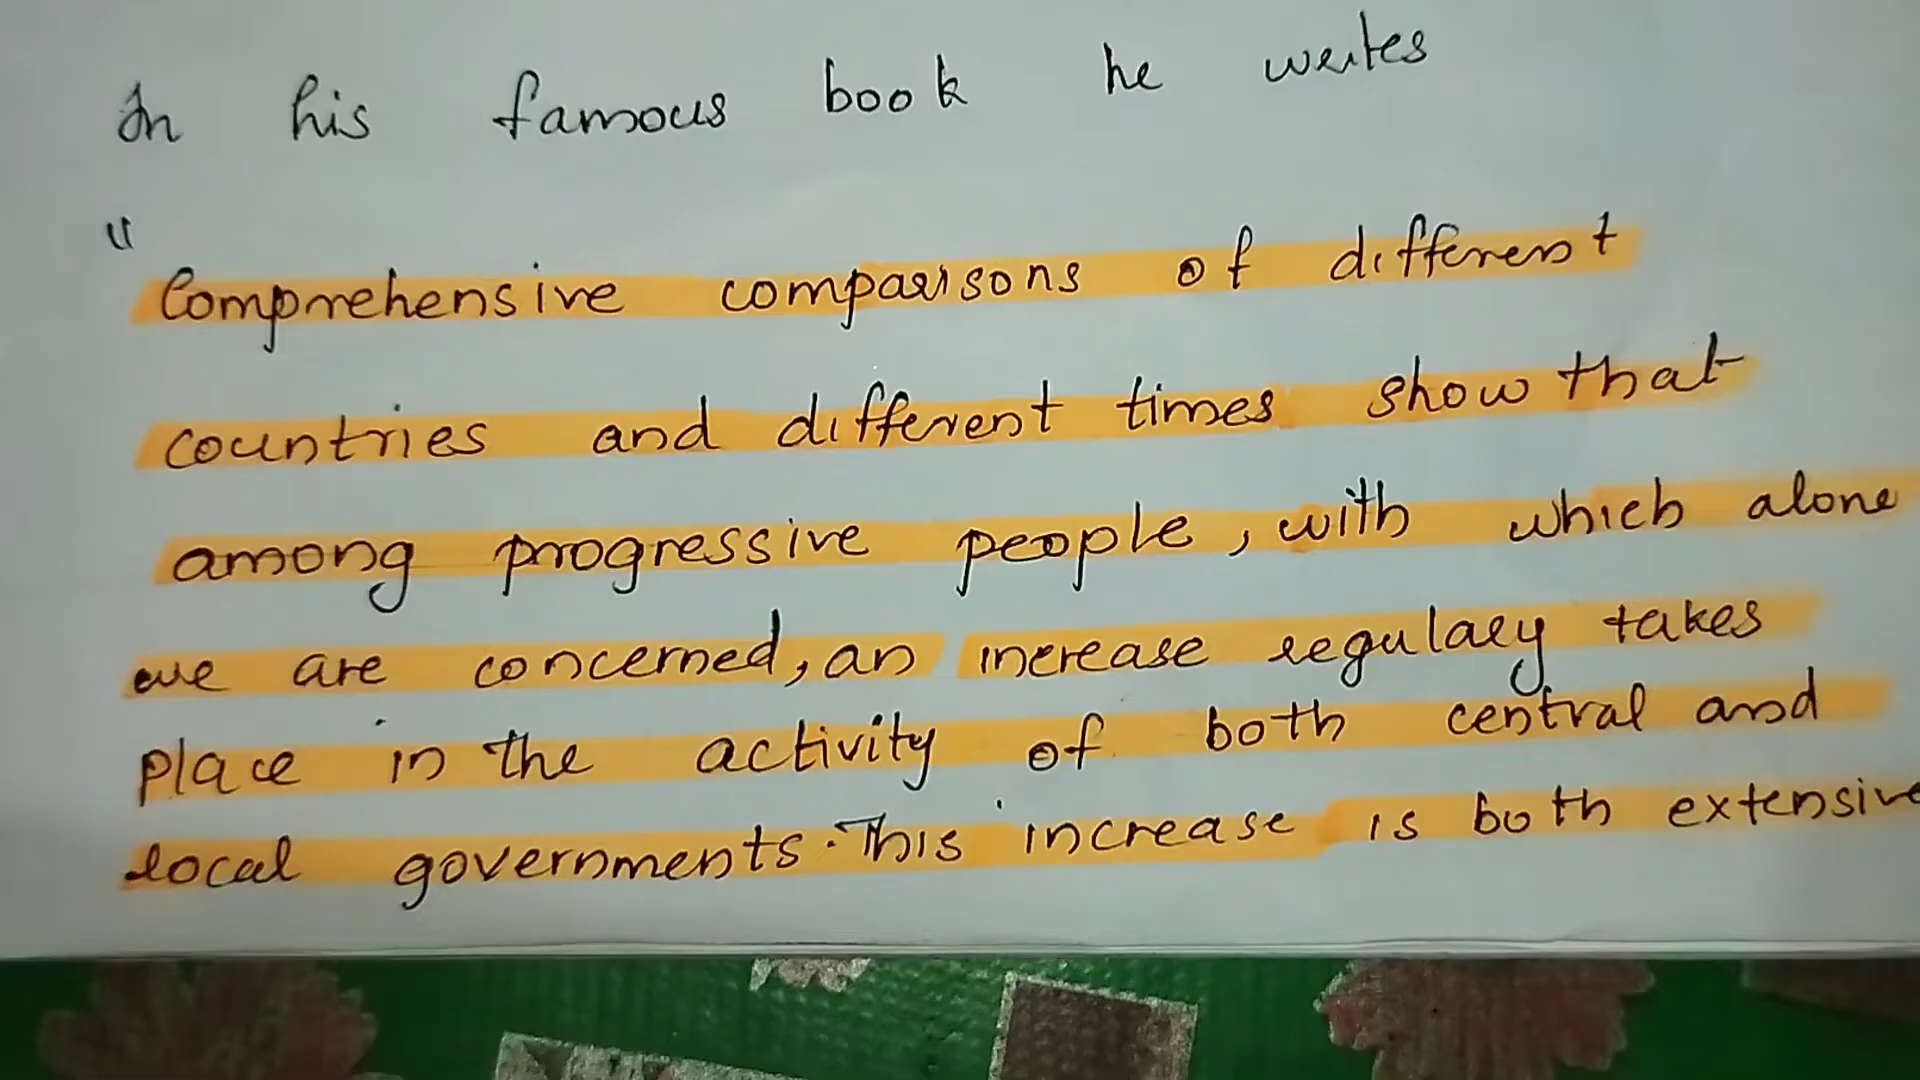 In his famous book he writes
"Comprehensive comparisons of different
countries and different times show that
among progressive people, with which alone
we are concerned, an increase regulary takes
place in the activity of both central and
local governments. This increase is both extensive